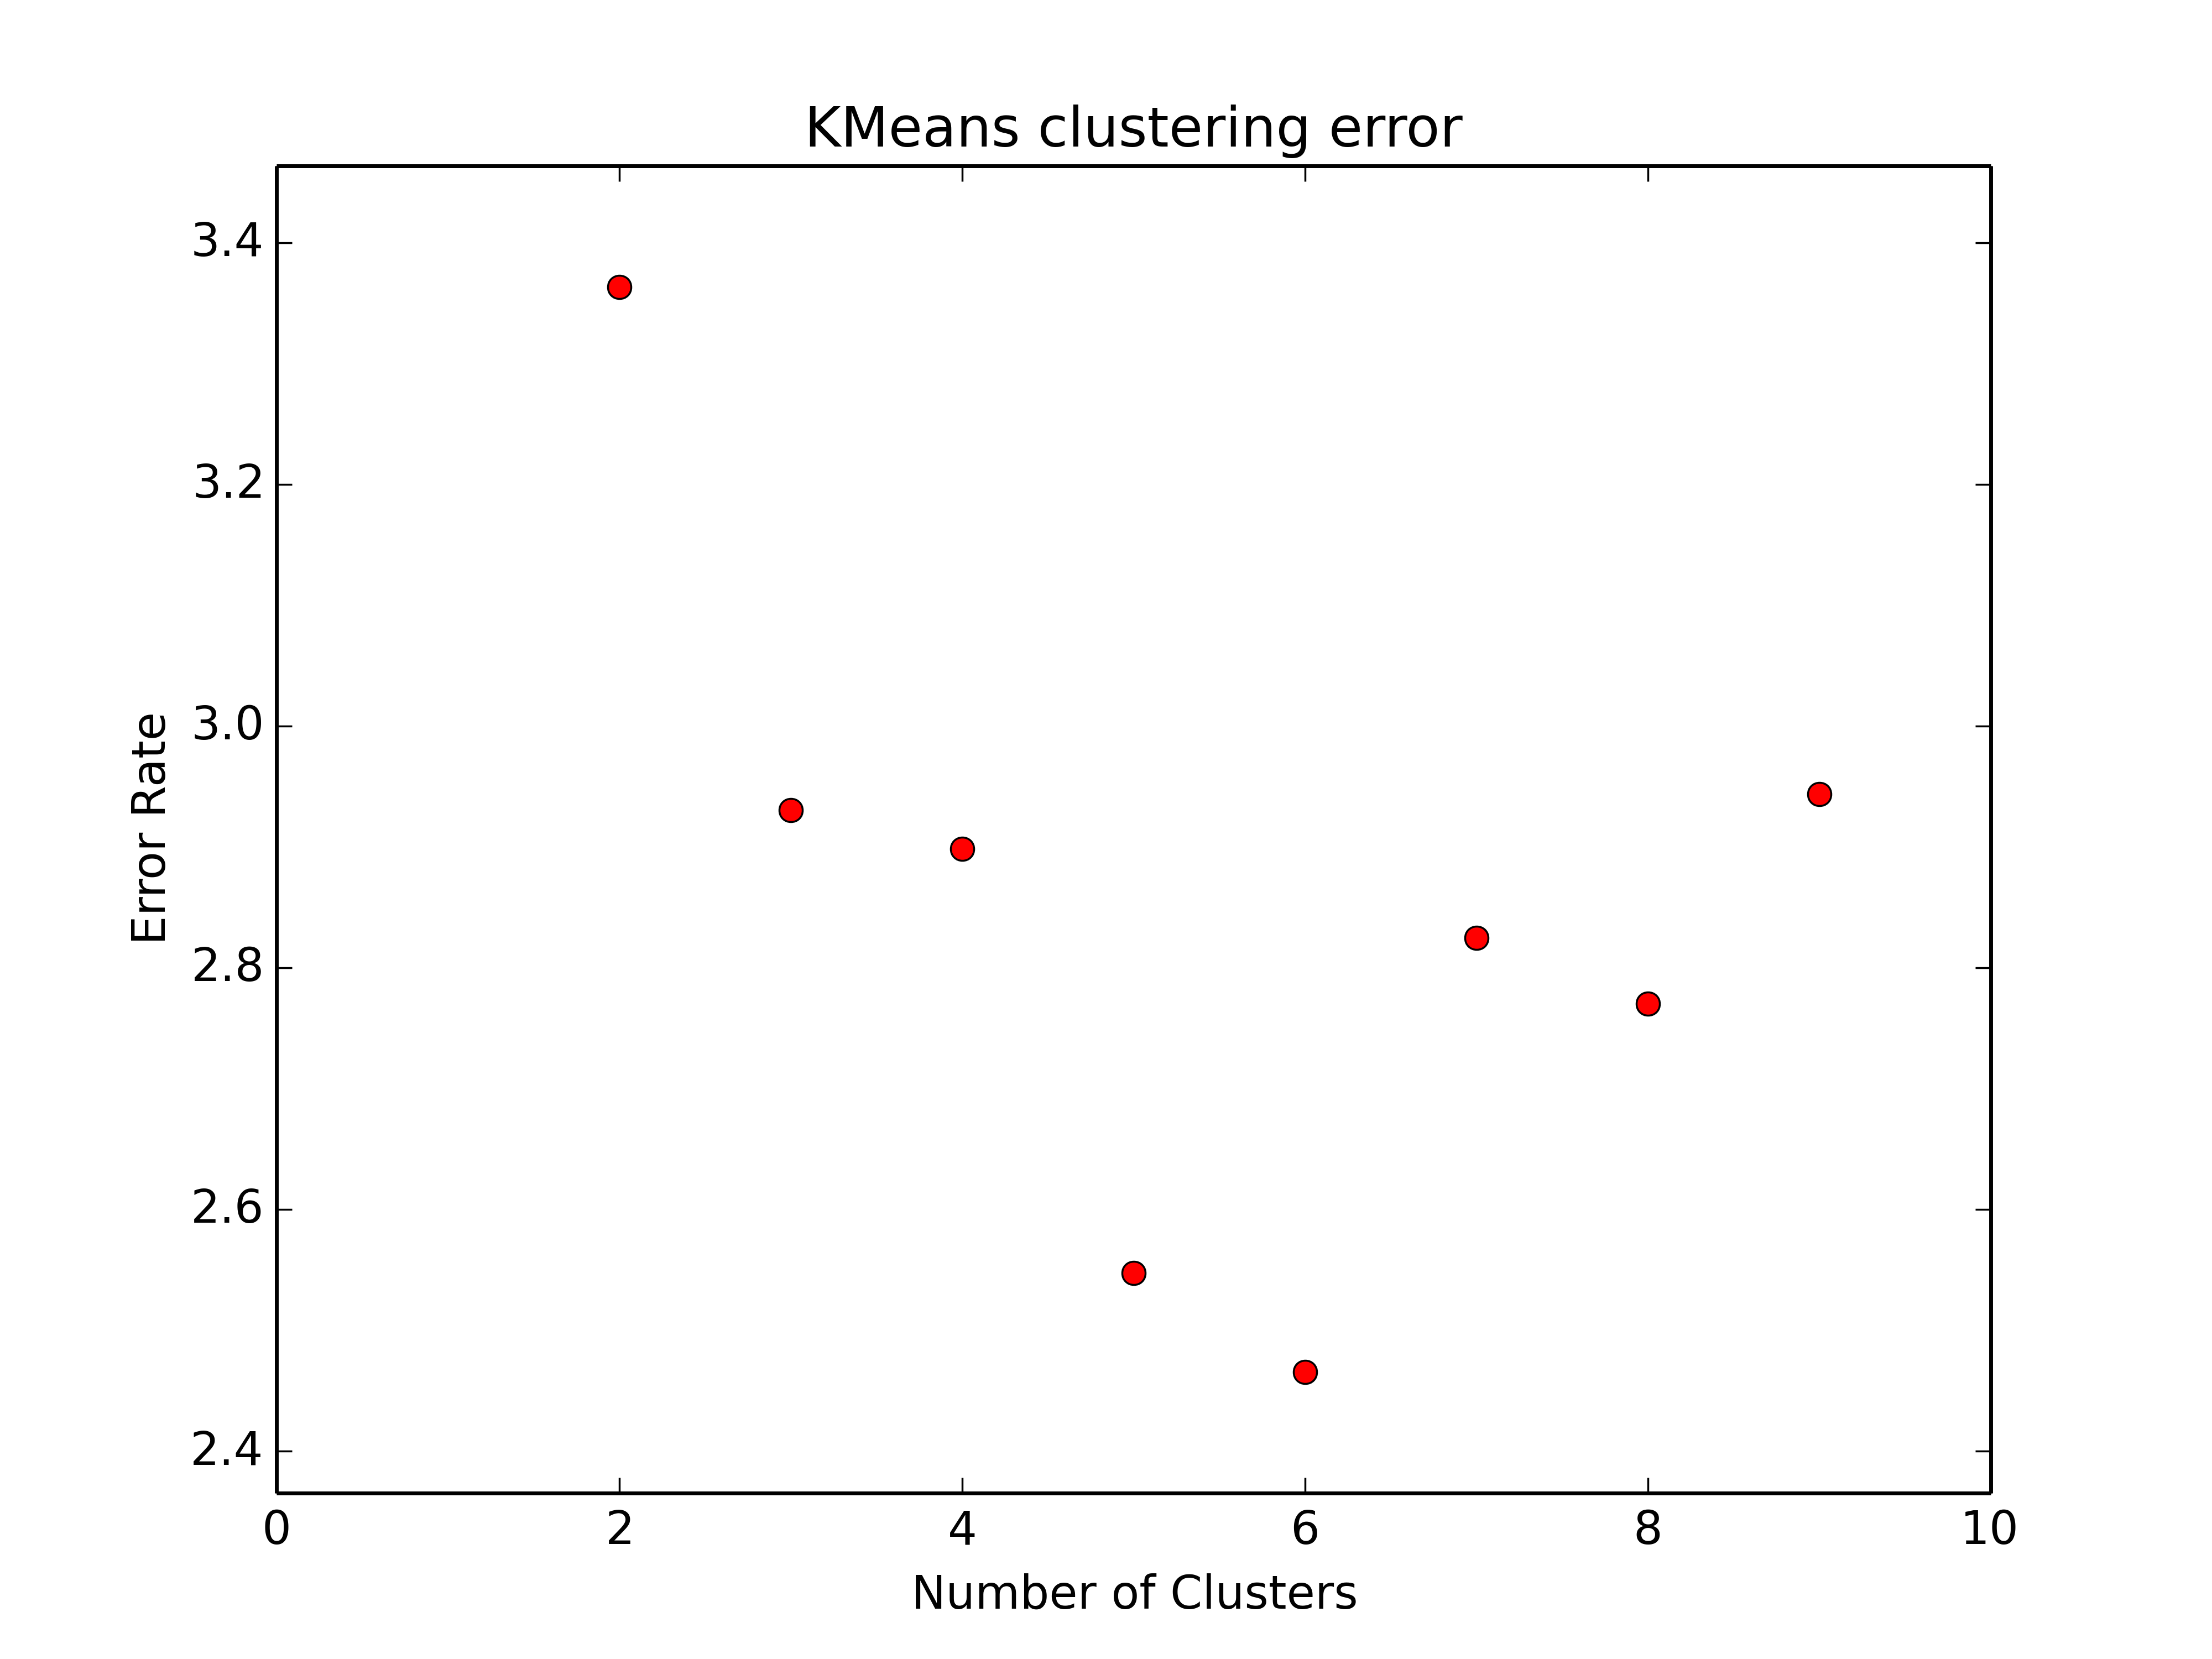 KMeans clustering error
3.4
3.2
3.0
2.8
2.6
2.4
Error Rate
0 2 4 6 8 10
Number of Clusters